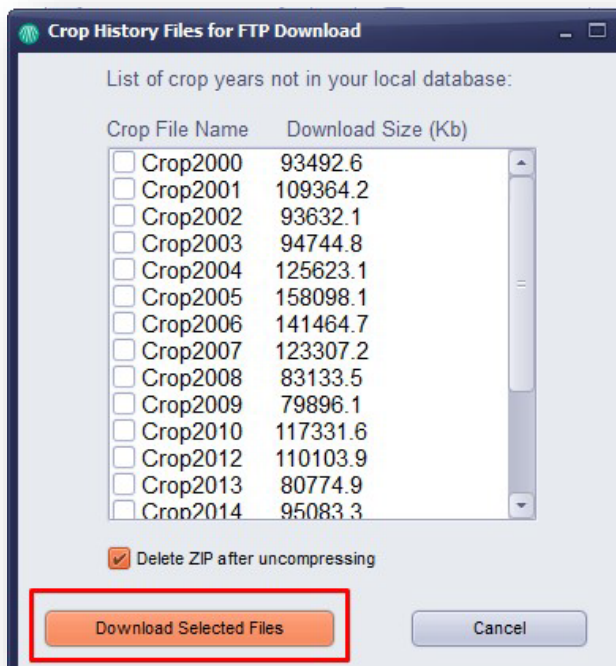 Crop History Files for FTP Download
List of crop years not in your local database:
Crop File Name Download Size (Kb)
Crop2000 93492.6
Crop2001 109364.2
Crop2002 93632.1
Crop2003 94744.8
Crop2004 125623.1
Crop2005 158098.1
Crop2006 141464.7
Crop2007 123307.2
Crop2008 83133.5
Crop2009 79896.1
Crop2010 117331.6
Crop2012 110103.9
Crop2013 80774.9
Crop2014 95083.3
Delete ZIP after uncompressing
Download Selected Files Cancel